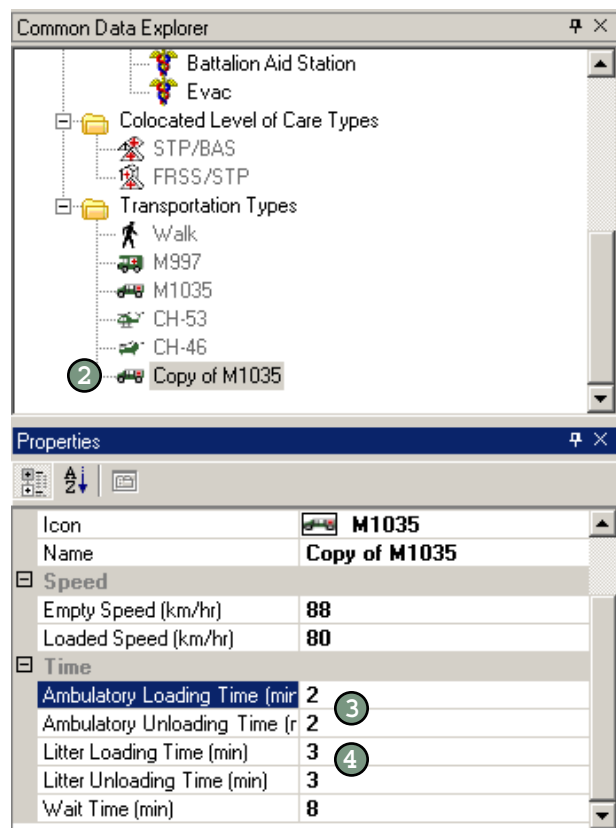 Common Data Explorer
Battalion Aid Station
Evac
Colocated Level of Care Types
STP/BAS
FRSS/STP
Transportation Types
Walk
M997
M1035
CH-53
CH-46
2 Copy of M1035
Properties
Icon M1035
Name Copy of M1035
Speed
Empty Speed (km/hr) 88
Loaded Speed (km/hr) 80
Time
Ambulatory Loading Time (min 2
3
Ambulatory Unloading Time (r 2
Litter Loading Time (min) 3 4
Litter Unloading Time (min) 3
Wait Time (min) 8